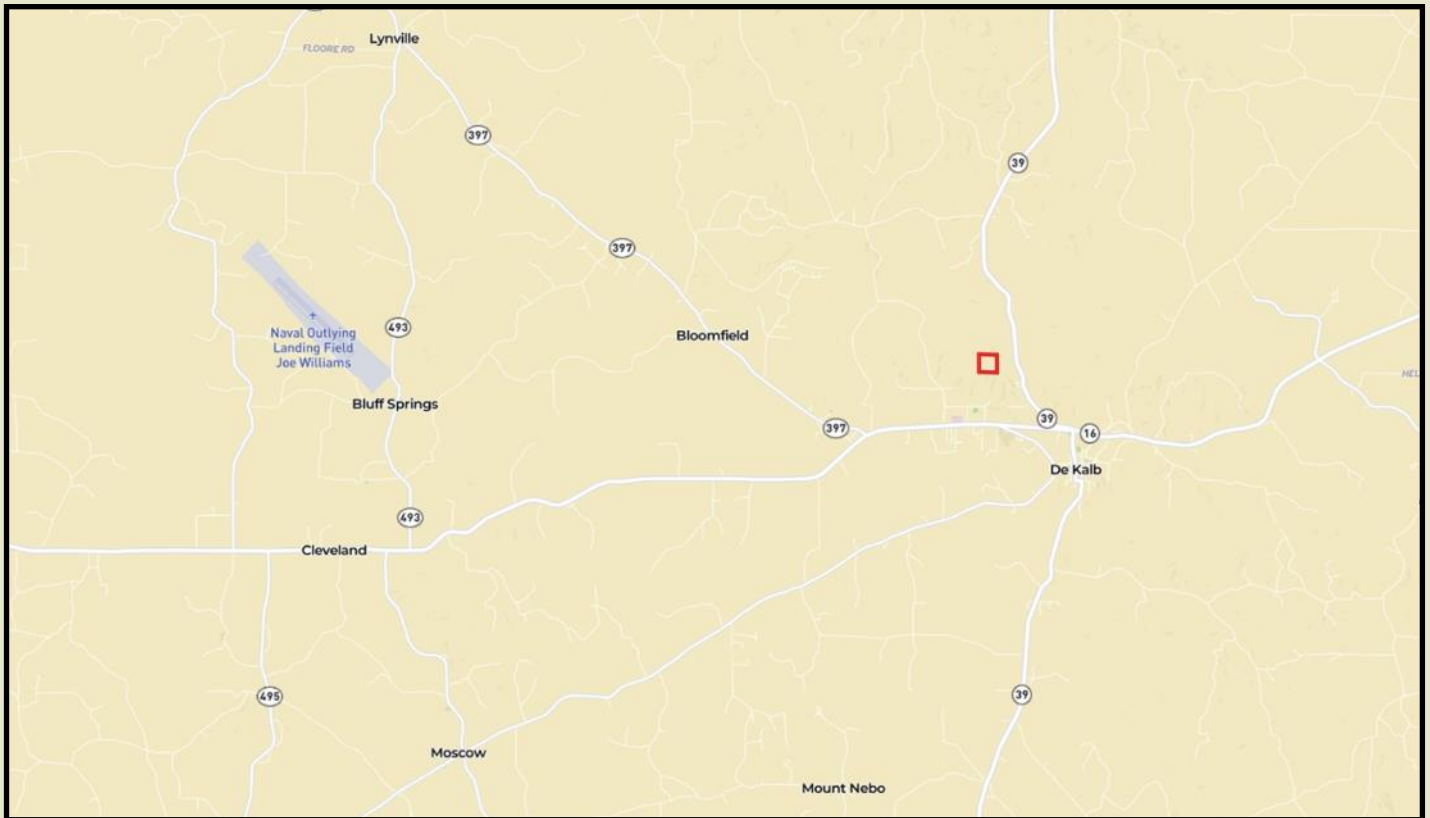 Lynville
FLOORE RD
397
39
397
Naval Outlying
Landing Field
Joe Williams
493
Bloomfield
Bluff Springs
HEL
397
39
16
De Kalb
493
Cleveland
495
39
Moscow
Mount Nebo